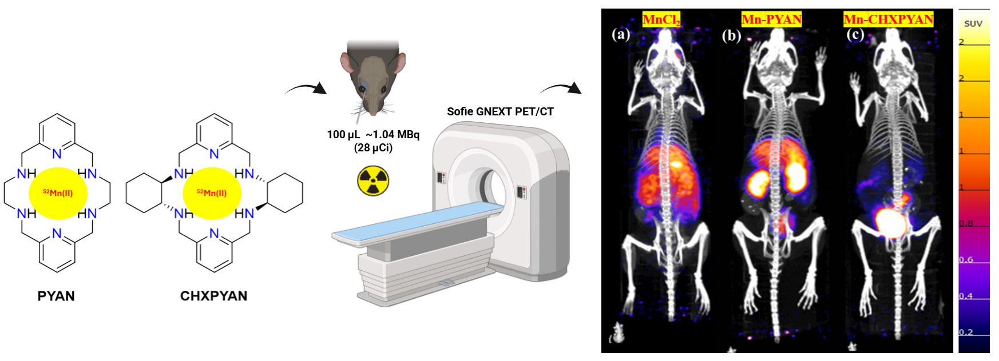 N
NH
HN
⁵²Mn(II)
NH
HN
N
PYAN
N
NH
HN
⁵²Mn(II)
NH
HN
N
CHXPYAN
100 µL ~1.04 MBq
(28 µCi)
Sofie GNEXT PET/CT
MnCl₂
Mn-PYAN
Mn-CHXPYAN
(a)
(b)
(c)
SUV
2
2
1
1
1
0.8
0.6
0.4
0.2